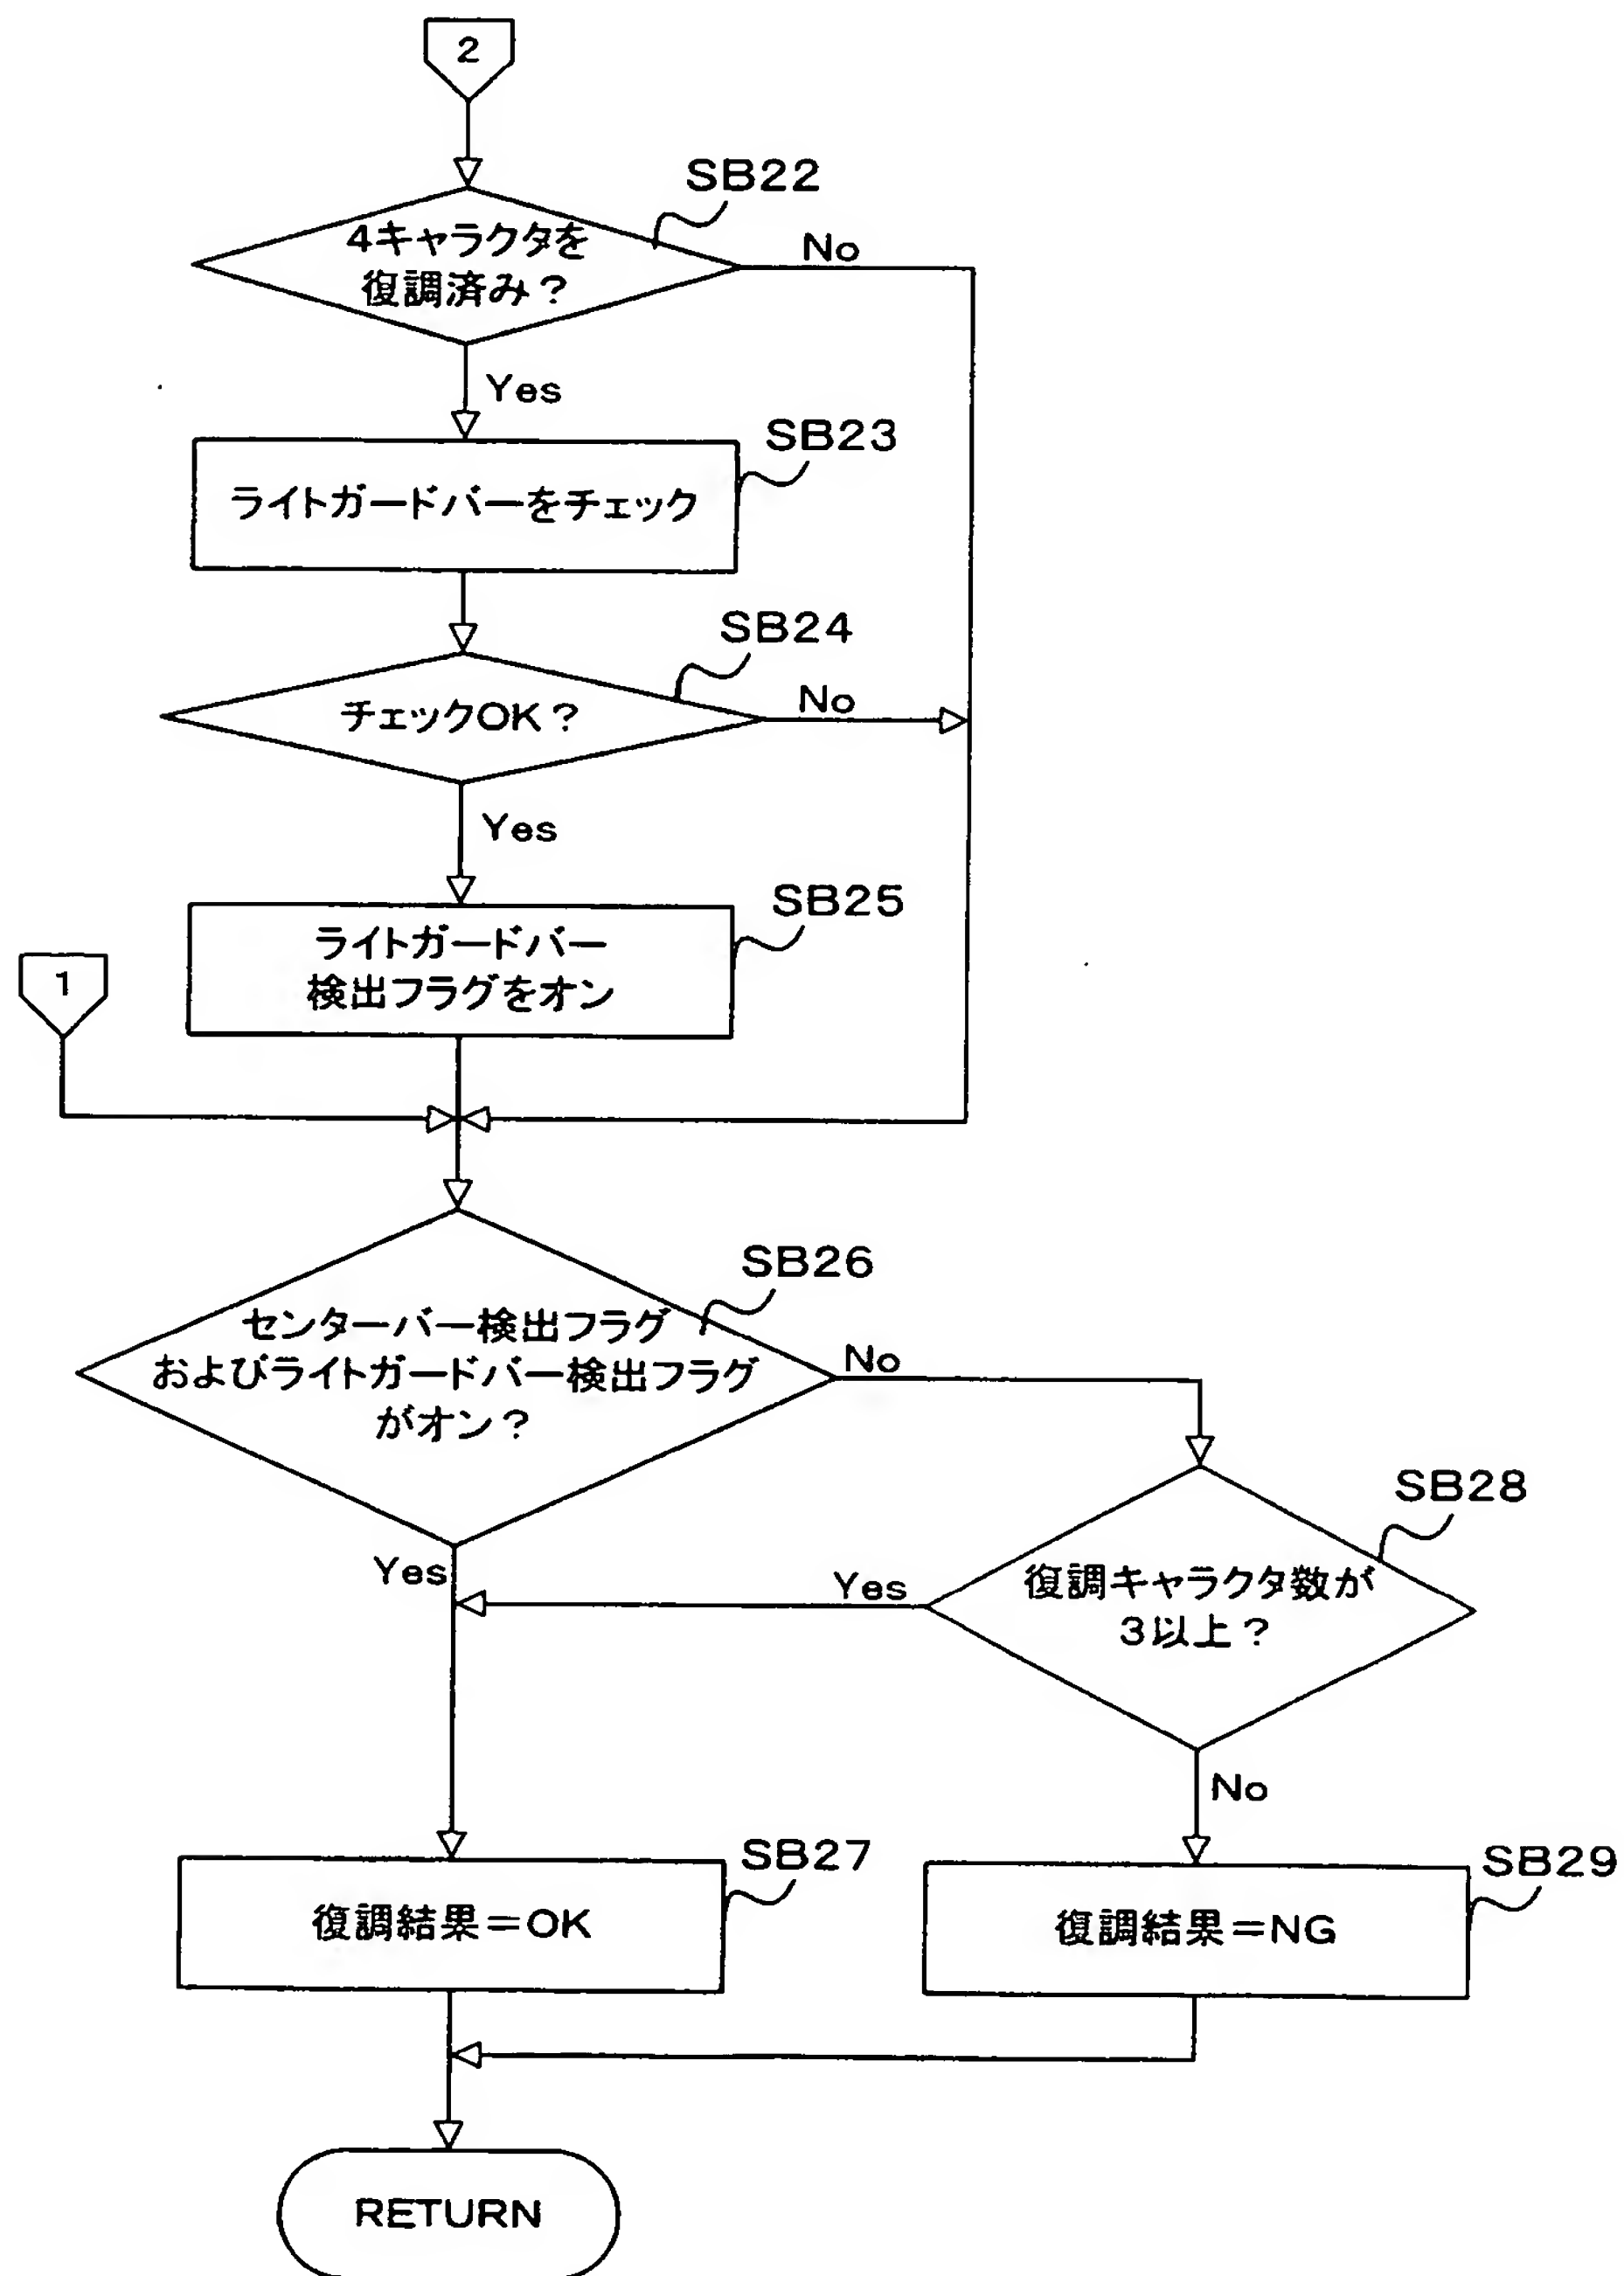 2
SB22
4キャラクタを
復調済み？
No
Yes
SB23
ライトガードバーをチェック
SB24
チェックOK？
No
Yes
SB25
ライトガードバー
検出フラグをオン
1
SB26
センターバー検出フラグ
およびライトガードバー検出フラグ
がオン？
No
Yes
SB28
復調キャラクタ数が
3以上？
Yes
No
SB27
復調結果＝OK
SB29
復調結果＝NG
RETURN